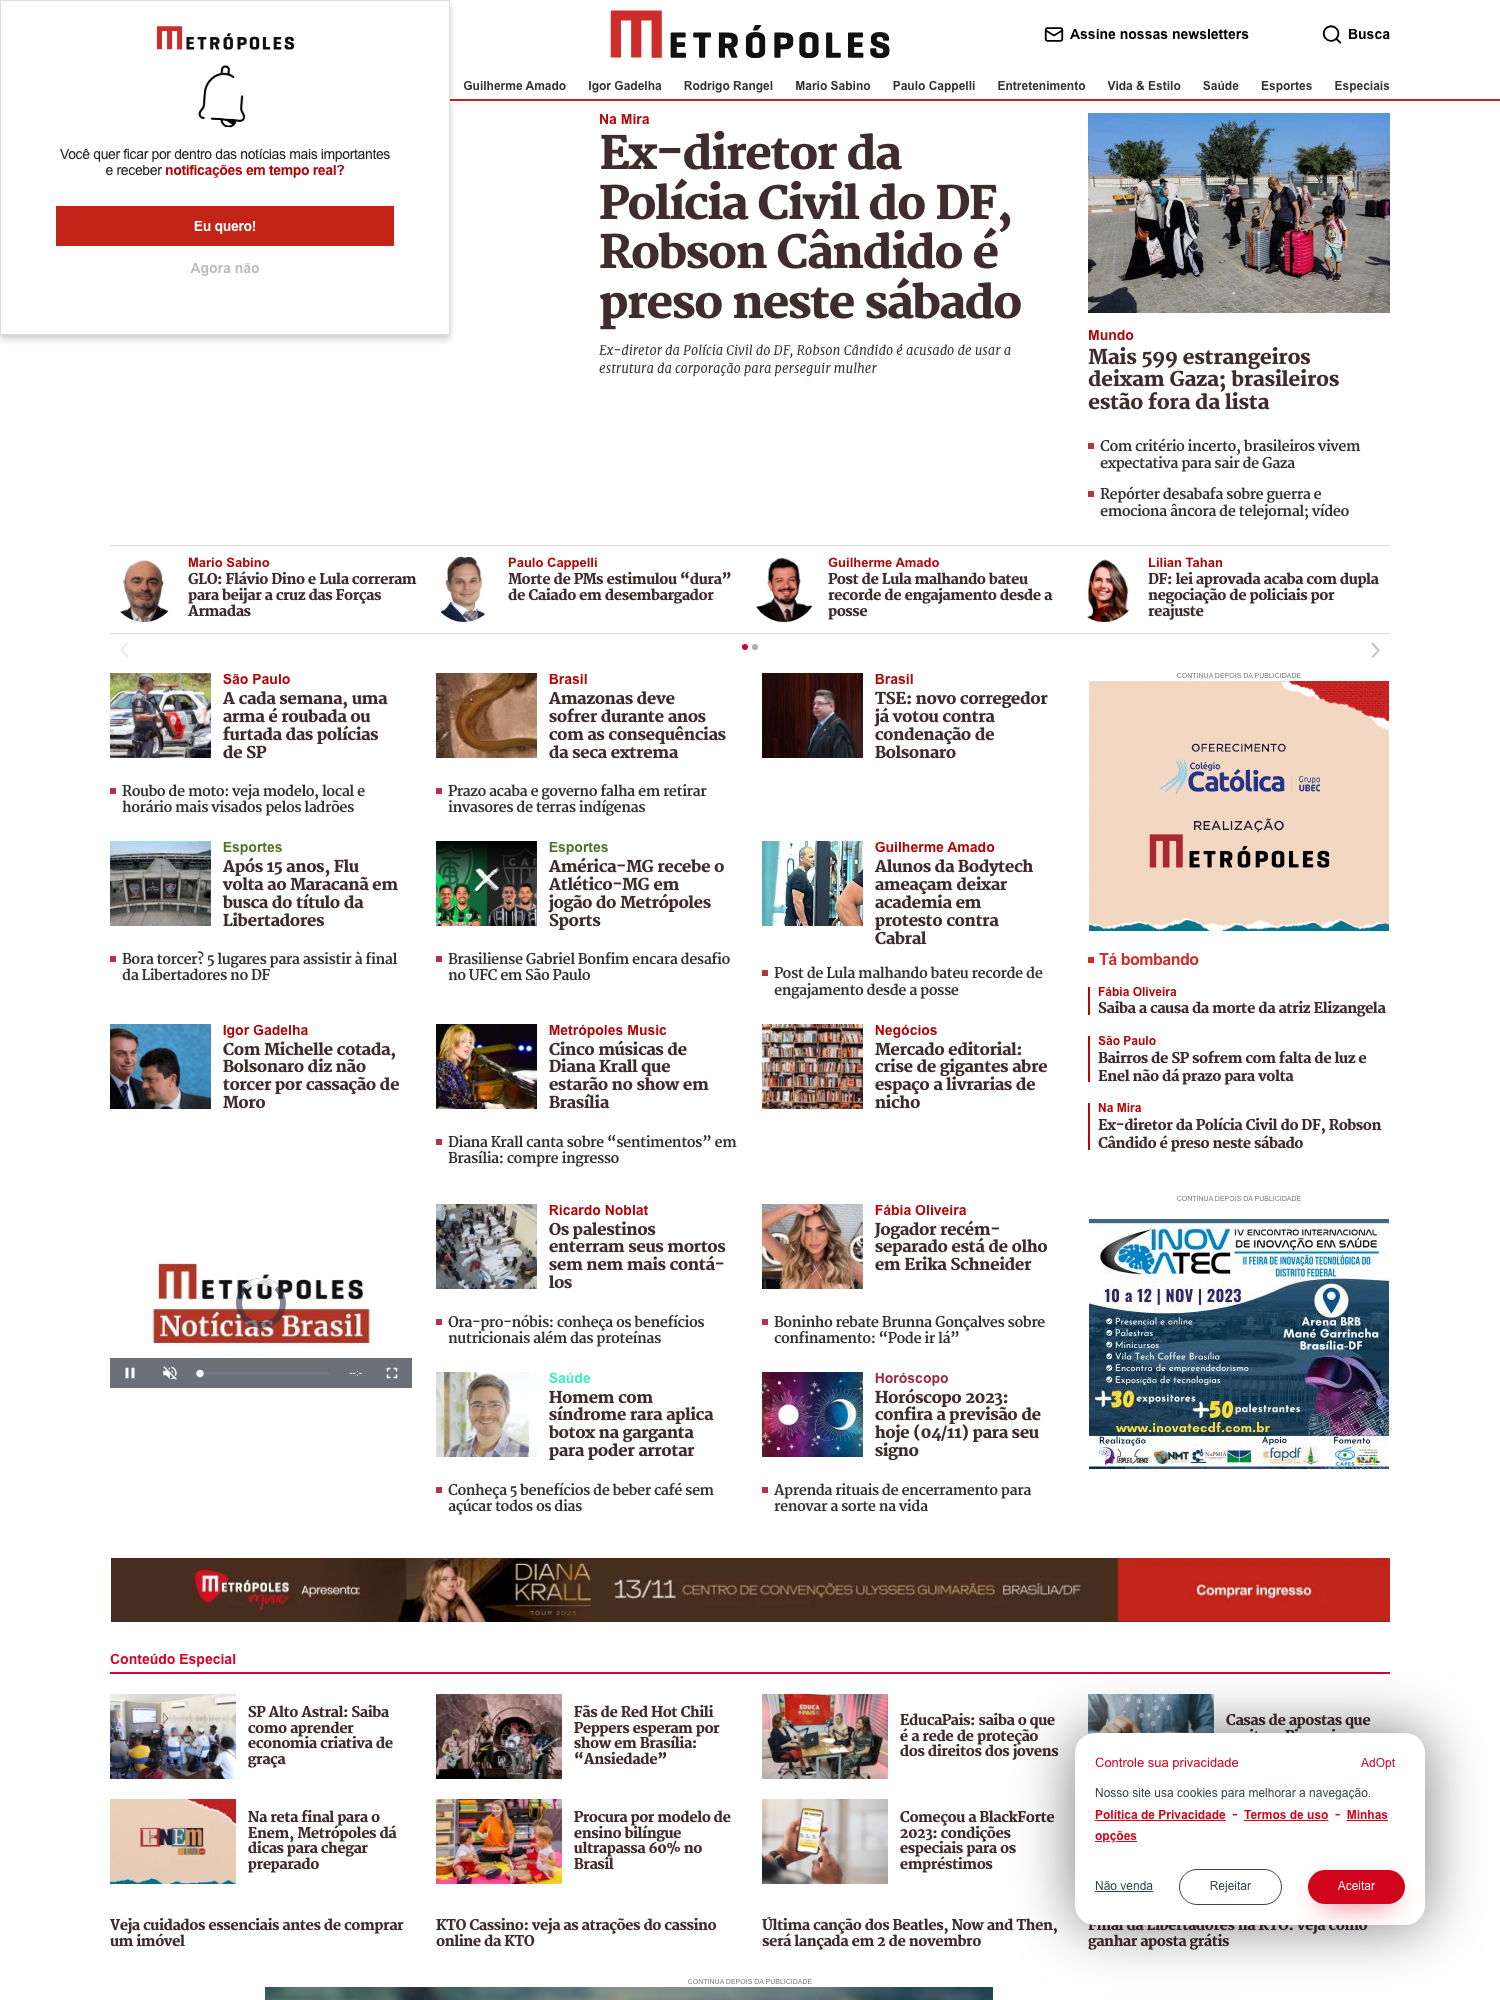 METRÓPOLES
Você quer ficar por dentro das notícias mais importantes
e receber notificações em tempo real?
Eu quero!
Agora não
METRÓPOLES
Assine nossas newsletters
Busca
Guilherme Amado
Igor Gadelha
Rodrigo Rangel
Mario Sabino
Paulo Cappelli
Entretenimento
Vida & Estilo
Saúde
Esportes
Especiais
Na Mira
Ex-diretor da
Polícia Civil do DF,
Robson Cândido é
preso neste sábado
Ex-diretor da Polícia Civil do DF, Robson Cândido é acusado de usar a
estrutura da corporação para perseguir mulher
Mundo
Mais 599 estrangeiros
deixam Gaza; brasileiros
estão fora da lista
Com critério incerto, brasileiros vivem
expectativa para sair de Gaza
Repórter desabafa sobre guerra e
emociona âncora de telejornal; vídeo
Mario Sabino
GLO: Flávio Dino e Lula correram
para beijar a cruz das Forças
Armadas
Paulo Cappelli
Morte de PMs estimulou “dura”
de Caiado em desembargador
Guilherme Amado
Post de Lula malhando bateu
recorde de engajamento desde a
posse
Lilian Tahan
DF: lei aprovada acaba com dupla
negociação de policiais por
reajuste
São Paulo
A cada semana, uma
arma é roubada ou
furtada das polícias
de SP
Roubo de moto: veja modelo, local e
horário mais visados pelos ladrões
Brasil
Amazonas deve
sofrer durante anos
com as consequências
da seca extrema
Prazo acaba e governo falha em retirar
invasores de terras indígenas
Brasil
TSE: novo corregedor
já votou contra
condenação de
Bolsonaro
CONTINUA DEPOIS DA PUBLICIDADE
OFERECIMENTO
Colégio
Católica
Grupo
UBEC
REALIZAÇÃO
METRÓPOLES
Esportes
Após 15 anos, Flu
volta ao Maracanã em
busca do título da
Libertadores
Bora torcer? 5 lugares para assistir à final
da Libertadores no DF
Esportes
América-MG recebe o
Atlético-MG em
jogão do Metrópoles
Sports
Brasiliense Gabriel Bonfim encara desafio
no UFC em São Paulo
Guilherme Amado
Alunos da Bodytech
ameaçam deixar
academia em
protesto contra
Cabral
Post de Lula malhando bateu recorde de
engajamento desde a posse
Tá bombando
Fábia Oliveira
Saiba a causa da morte da atriz Elizangela
São Paulo
Bairros de SP sofrem com falta de luz e
Enel não dá prazo para volta
Na Mira
Ex-diretor da Polícia Civil do DF, Robson
Cândido é preso neste sábado
Igor Gadelha
Com Michelle cotada,
Bolsonaro diz não
torcer por cassação de
Moro
Metrópoles Music
Cinco músicas de
Diana Krall que
estarão no show em
Brasília
Diana Krall canta sobre “sentimentos” em
Brasília: compre ingresso
Negócios
Mercado editorial:
crise de gigantes abre
espaço a livrarias de
nicho
METRÓPOLES
Notícias Brasil
--:-
Ricardo Noblat
Os palestinos
enterram seus mortos
sem nem mais contá-
los
Ora-pro-nóbis: conheça os benefícios
nutricionais além das proteínas
Fábia Oliveira
Jogador recém-
separado está de olho
em Erika Schneider
Boninho rebate Brunna Gonçalves sobre
confinamento: “Pode ir lá”
Saúde
Homem com
síndrome rara aplica
botox na garganta
para poder arrotar
Conheça 5 benefícios de beber café sem
açúcar todos os dias
Horóscopo
Horóscopo 2023:
confira a previsão de
hoje (04/11) para seu
signo
Aprenda rituais de encerramento para
renovar a sorte na vida
CONTINUA DEPOIS DA PUBLICIDADE
INOVATEC
IV ENCONTRO INTERNACIONAL
DE INOVAÇÃO EM SAÚDE
II FEIRA DE INOVAÇÃO TECNOLÓGICA DO
DISTRITO FEDERAL
10 a 12 | NOV | 2023
Presencial e online
Palestras
Minicursos
Vila Tech Coffee Brasília
Encontro de empreendedorismo
Exposição de tecnologias
Arena BRB
Mané Garrincha
Brasília-DF
+30 expositores
+50 palestrantes
www.inovatecdf.com.br
Realização
Apoio
Fomento
NMT
fapdf
CAPES
METRÓPOLES
Music
Apresenta:
DIANA
KRALL
TOUR 2023
13/11 CENTRO DE CONVENÇÕES ULYSSES GUIMARÃES BRASÍLIA/DF
Comprar ingresso
Conteúdo Especial
SP Alto Astral: Saiba
como aprender
economia criativa de
graça
Fãs de Red Hot Chili
Peppers esperam por
show em Brasília:
“Ansiedade”
EDUCA
EducaPais: saiba o que
é a rede de proteção
dos direitos dos jovens
Casas de apostas que
ENEM
Na reta final para o
Enem, Metrópoles dá
dicas para chegar
preparado
Procura por modelo de
ensino bilíngue
ultrapassa 60% no
Brasil
Começou a BlackForte
2023: condições
especiais para os
empréstimos
Controle sua privacidade
AdOpt
Nosso site usa cookies para melhorar a navegação.
Política de Privacidade - Termos de uso - Minhas
opções
Não venda
Rejeitar
Aceitar
Veja cuidados essenciais antes de comprar
um imóvel
KTO Cassino: veja as atrações do cassino
online da KTO
Última canção dos Beatles, Now and Then,
será lançada em 2 de novembro
Final da Libertadores na KTO: veja como
ganhar aposta grátis
CONTINUA DEPOIS DA PUBLICIDADE